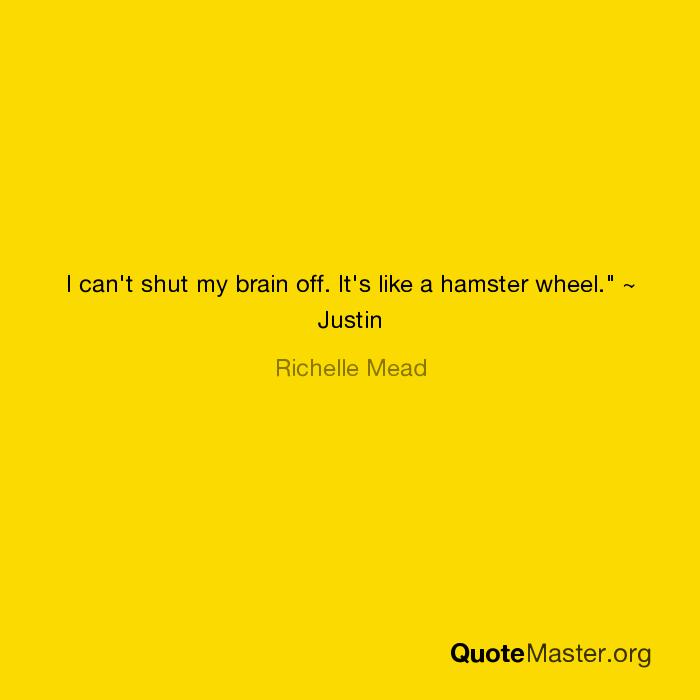 I can't shut my brain off. It's like a hamster wheel." ~
Justin
Richelle Mead
QuoteMaster.org